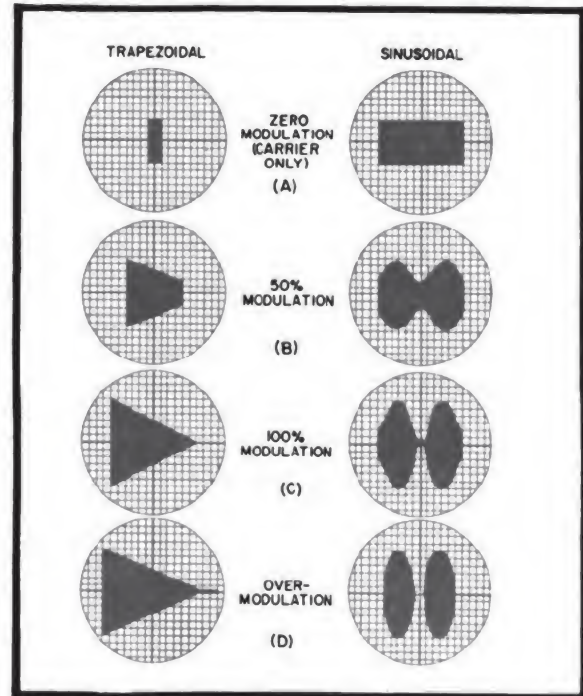 TRAPEZOIDAL
SINUSOIDAL
ZERO
MODULATION
(CARRIER
ONLY)
(A)
50%
MODULATION
(B)
100%
MODULATION
(C)
OVER-
MODULATION
(D)